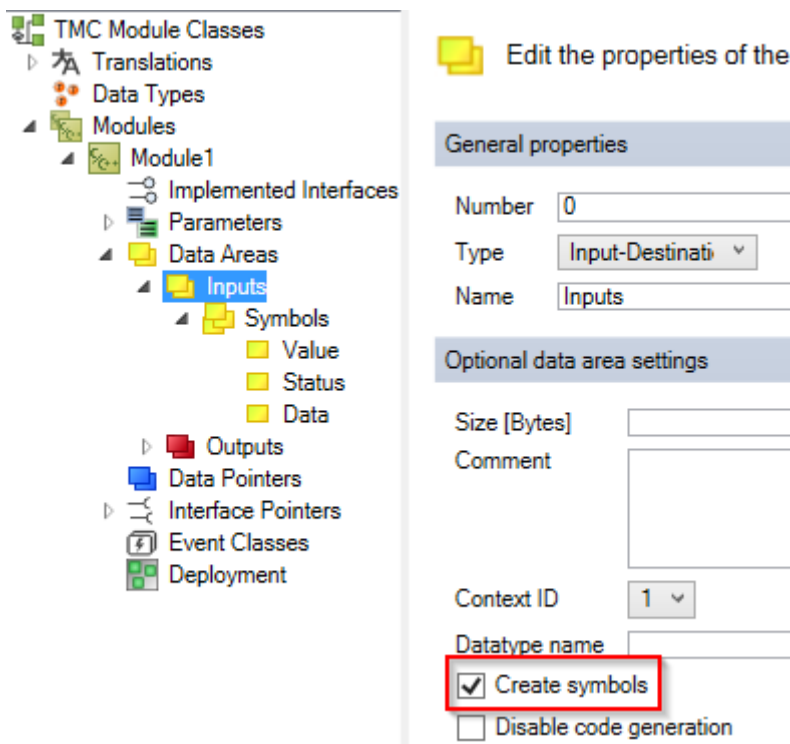 TMC Module Classes
Translations
Data Types
Modules
Module1
Implemented Interfaces
Parameters
Data Areas
Inputs
Symbols
Value
Status
Data
Outputs
Data Pointers
Interface Pointers
Event Classes
Deployment
Edit the properties of the
General properties
Number 0
Type Input-Destinati
Name Inputs
Optional data area settings
Size [Bytes]
Comment
Context ID 1
Datatype name
Create symbols
Disable code generation